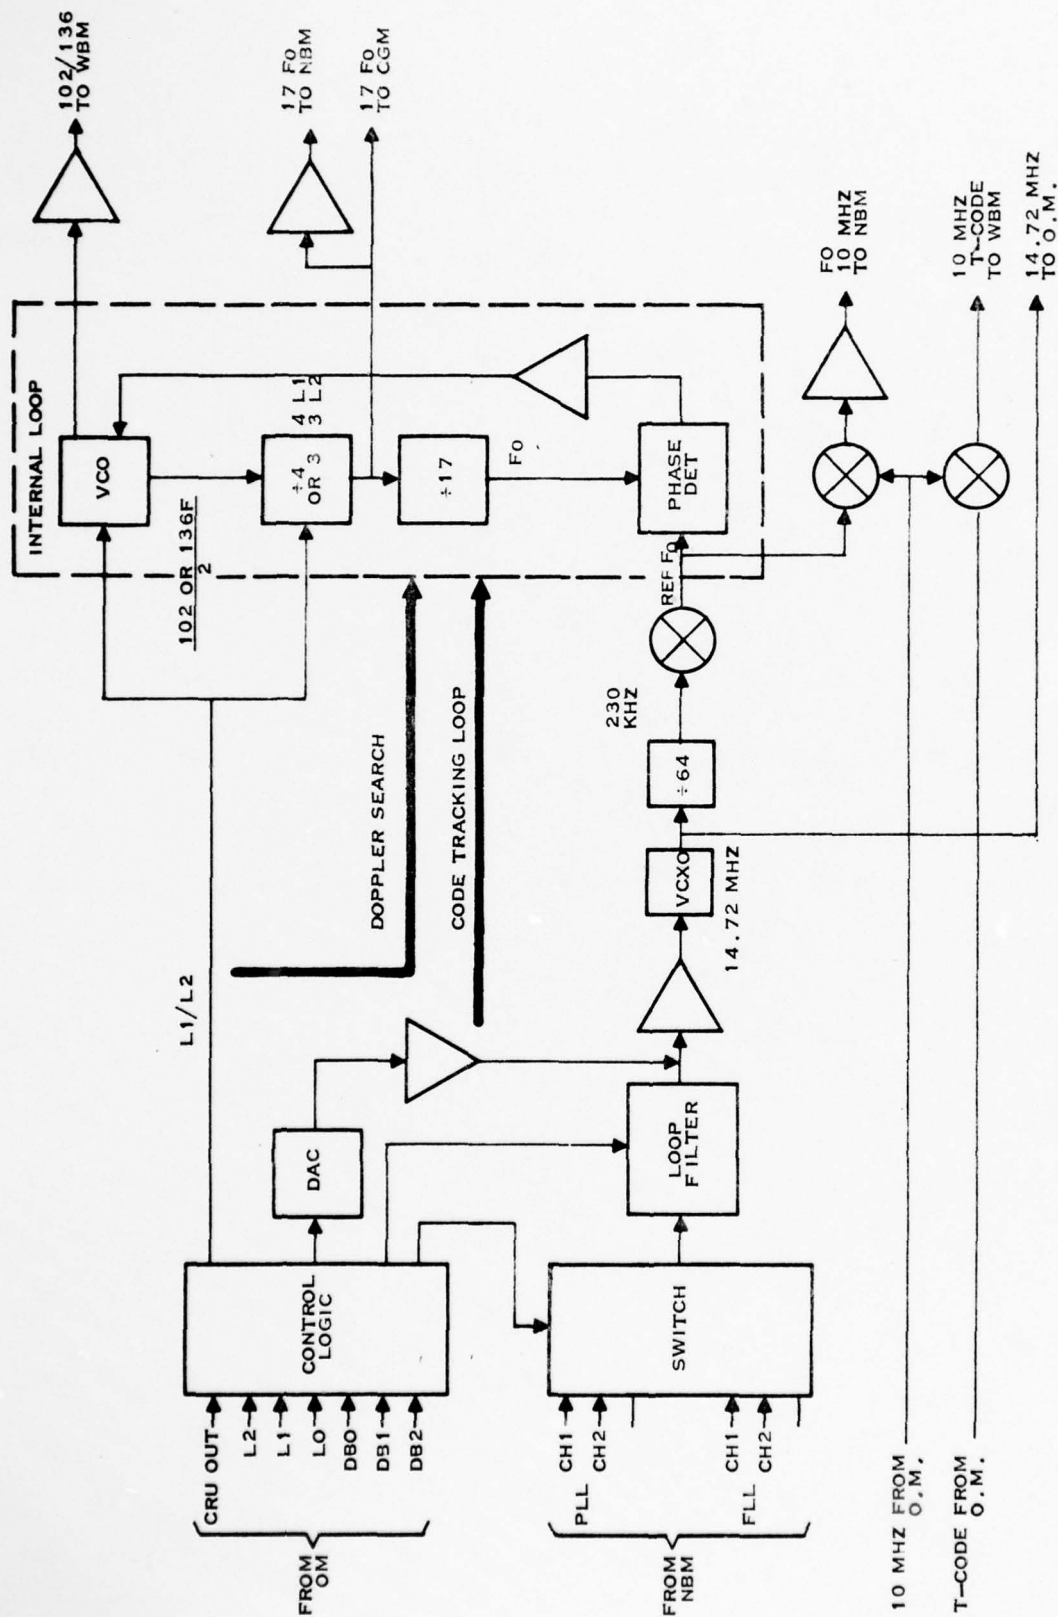 FROM
OM
CRU OUT
L2
L1
L0
DB0
DB1
DB2
CONTROL
LOGIC
L1/L2
DAC
DOPPLER SEARCH
CODE TRACKING LOOP
INTERNAL LOOP
VCO
102 OR 136F
2
÷4
OR 3
4 L1
3 L2
÷17
FO
PHASE
DET
REF FO
102/136
TO WBM
17 FO
TO NBM
17 FO
TO CGM
FROM
NBM
PLL
CH1
CH2
FLL
CH1
CH2
SWITCH
LOOP
FILTER
VCXO
14.72 MHZ
÷64
230
KHZ
FO
10 MHZ
TO NBM
10 MHZ
T-CODE
TO WBM
14.72 MHZ
TO O.M.
10 MHZ FROM
O.M.
T-CODE FROM
O.M.